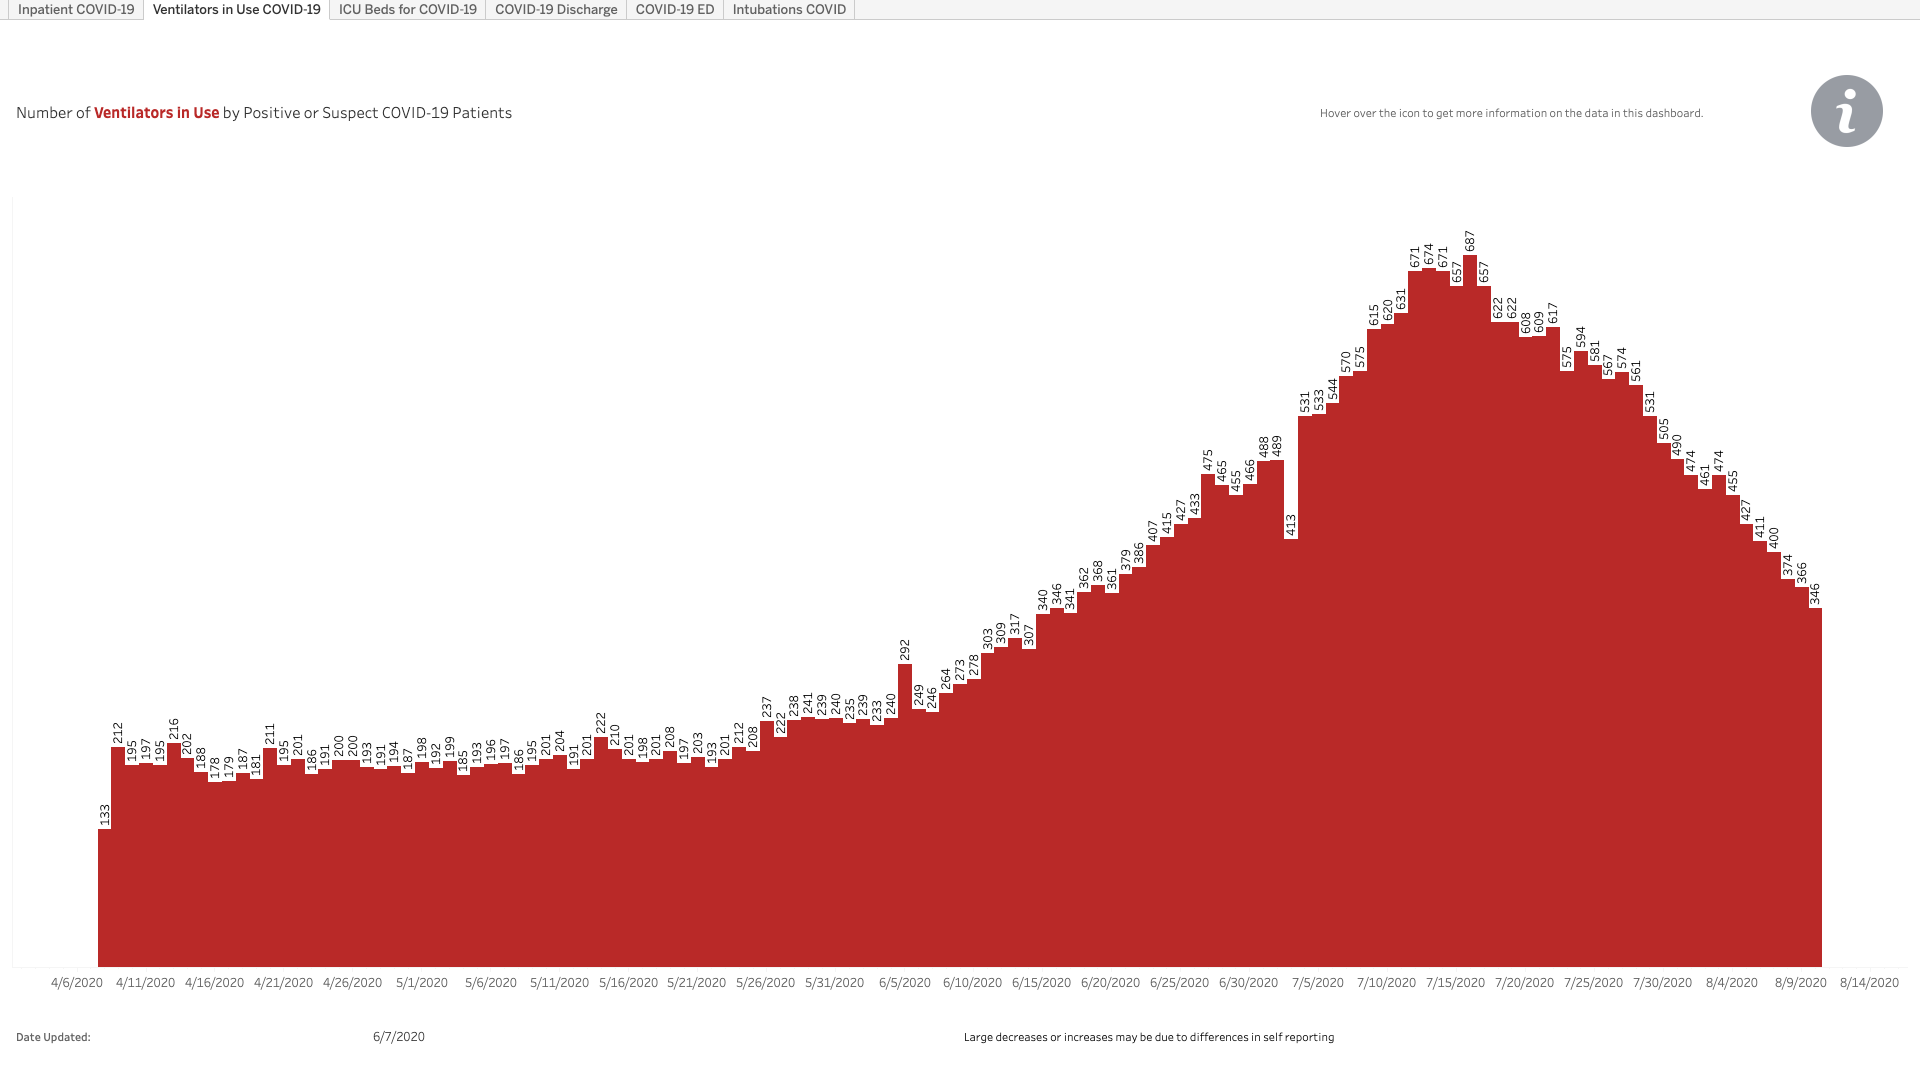 Inpatient COVID-19 Ventilators in Use COVID-19 ICU Beds for COVID-19 COVID-19 Discharge COVID-19 ED Intubations COVID
Number of Ventilators in Use by Positive or Suspect COVID-19 Patients
Hover over the icon to get more information on the data in this dashboard.
i
133 212 195 197 195 216 202 188 178 179 187 181 211 195 201 186 191 200 200 193 191 194 187 198 192 199 185 193 196 197 186 195 201 204 191 201 222 210 201 198 201 208 197 203 193 201 212 208 237 222 238 241 239 240 235 239 233 240 292 249 246 264 273 278 303 309 317 307 340 346 341 362 368 361 379 386 407 415 427 433 475 465 455 466 488 489 413 531 533 544 570 575 615 620 631 671 674 671 657 687 657 622 622 608 609 617 575 594 581 567 574 561 531 505 490 474 461 474 455 427 411 400 374 366 346
4/6/2020 4/11/2020 4/16/2020 4/21/2020 4/26/2020 5/1/2020 5/6/2020 5/11/2020 5/16/2020 5/21/2020 5/26/2020 5/31/2020 6/5/2020 6/10/2020 6/15/2020 6/20/2020 6/25/2020 6/30/2020 7/5/2020 7/10/2020 7/15/2020 7/20/2020 7/25/2020 7/30/2020 8/4/2020 8/9/2020 8/14/2020
Date Updated: 6/7/2020
Large decreases or increases may be due to differences in self reporting